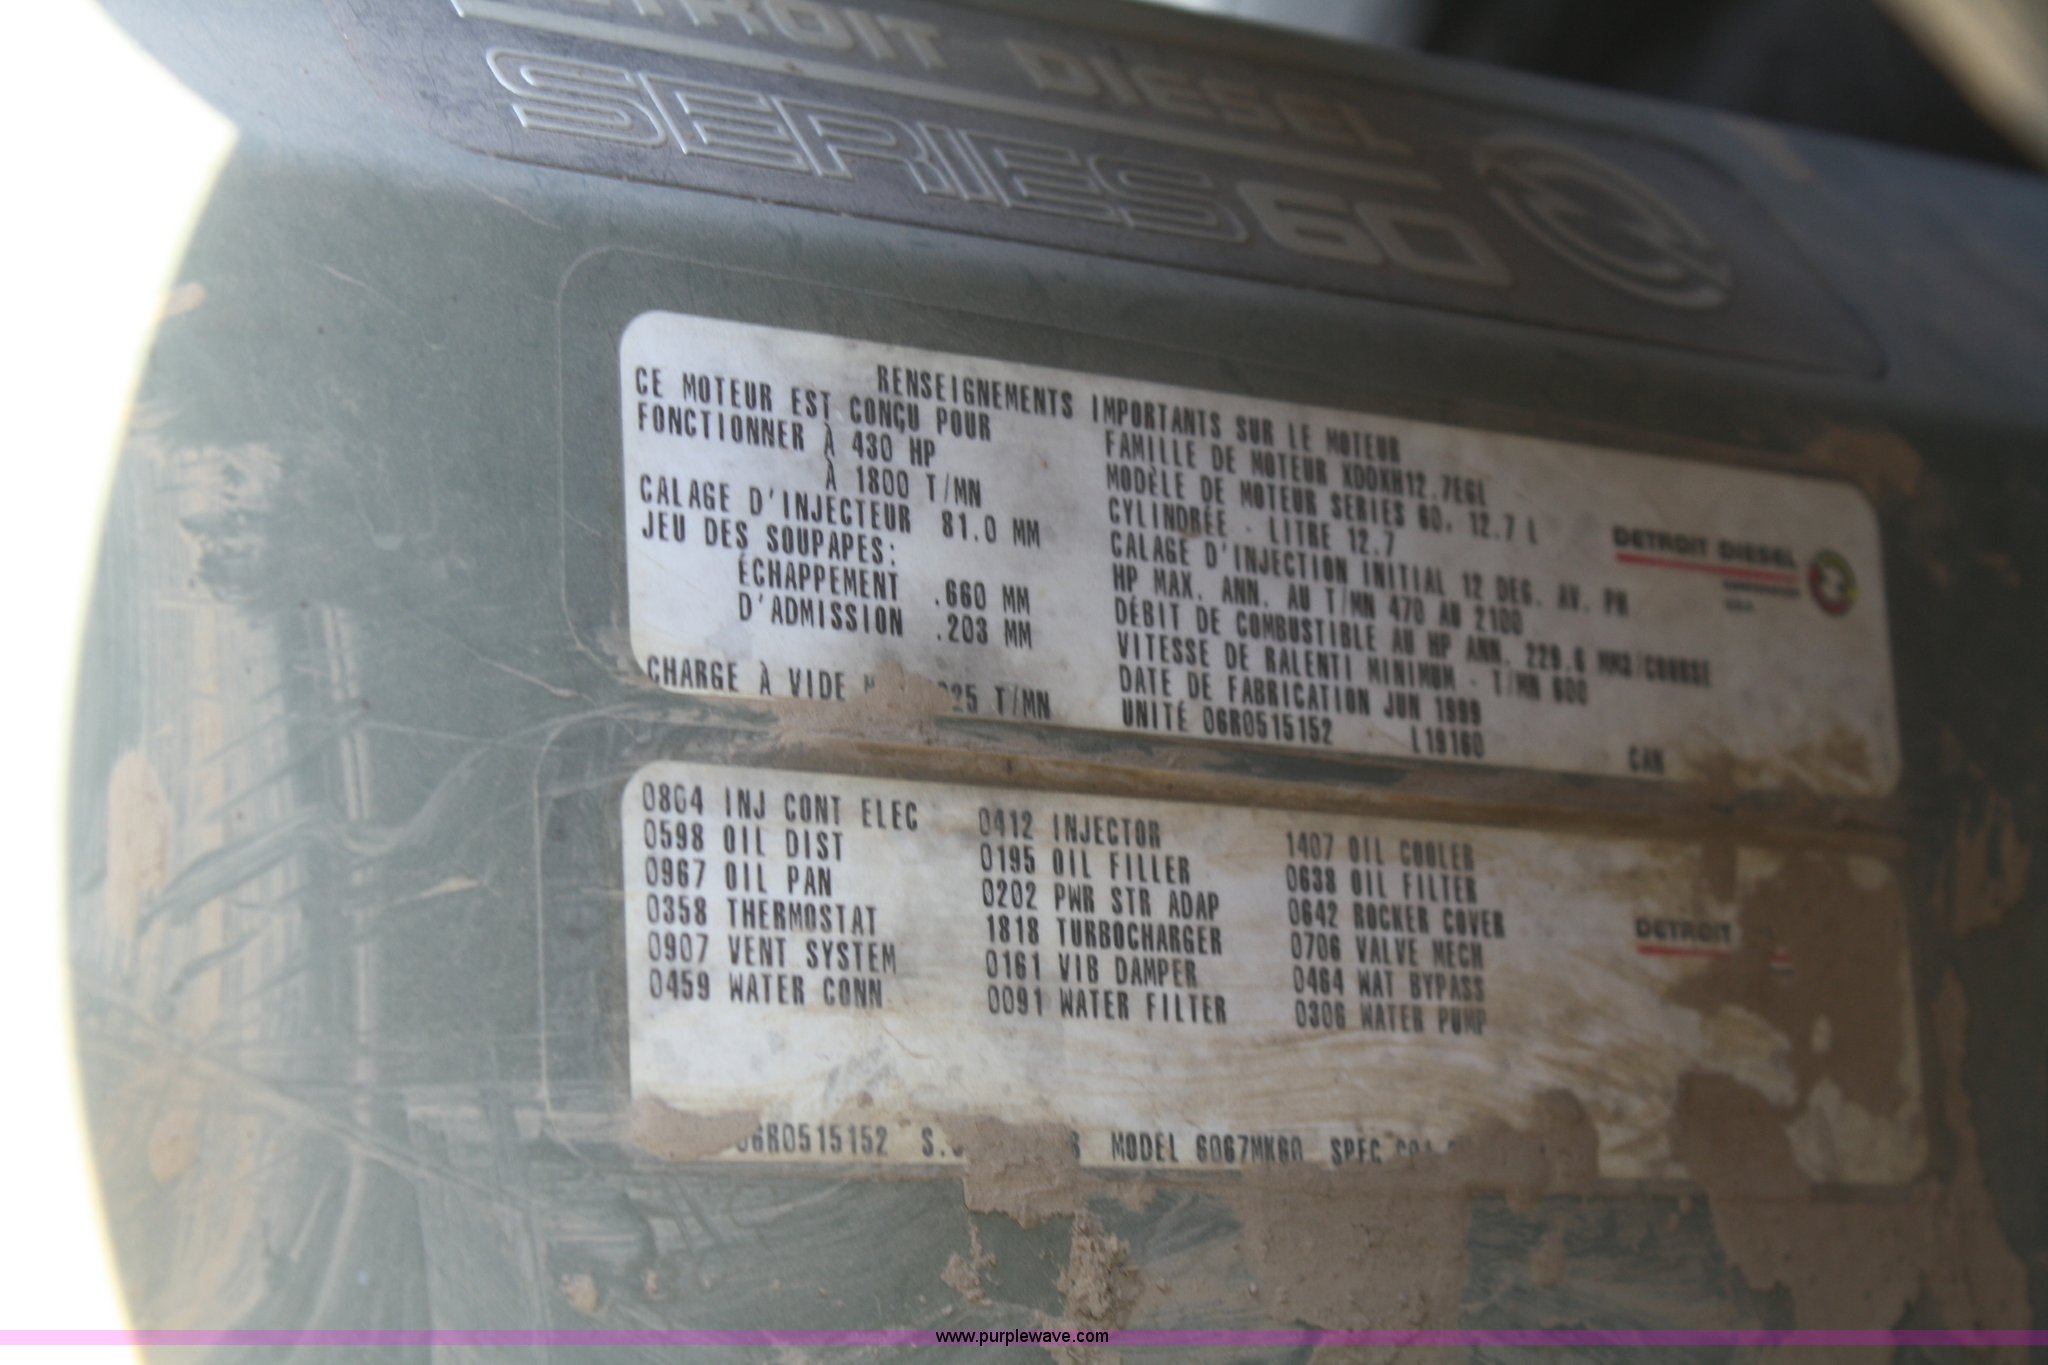 DETROIT DIESEL
SERIES 60
RENSEIGNEMENTS IMPORTANTS SUR LE MOTEUR
CE MOTEUR EST CONÇU POUR
FONCTIONNER À 430 HP
À 1800 T/MN
CALAGE D'INJECTEUR 81.0 MM
JEU DES SOUPAPES:
ÉCHAPPEMENT .660 MM
D'ADMISSION .203 MM
CHARGE À VIDE 25 T/MN
FAMILLE DE MOTEUR XDDXH12.7EGL
MODÈLE DE MOTEUR SERIES 60, 12.7 L
CYLINDRÉE - LITRE 12.7
CALAGE D'INJECTION INITIAL 12 DEG. AV. PH
HP MAX. ANN. AU T/MN 470 AU 2100
DÉBIT DE COMBUSTIBLE AU HP ANN. 229.6 MM3/COURSE
VITESSE DE RALENTI MINIMUM - T/MN 600
DATE DE FABRICATION JUN 1999
UNITÉ 06R0515152 L19160 CAN
DETROIT DIESEL
CORPORATION
0804 INJ CONT ELEC 0412 INJECTOR 1407 OIL COOLER
0598 OIL DIST 0195 OIL FILLER 0638 OIL FILTER
0967 OIL PAN 0202 PWR STR ADAP 0642 ROCKER COVER
0358 THERMOSTAT 1818 TURBOCHARGER 0706 VALVE MECH
0907 VENT SYSTEM 0161 VIB DAMPER 0464 WAT BYPASS
0459 WATER CONN 0091 WATER FILTER 0306 WATER PUMP
DETROIT
06R0515152 MODEL 6067MK60 SPEC
www.purplewave.com